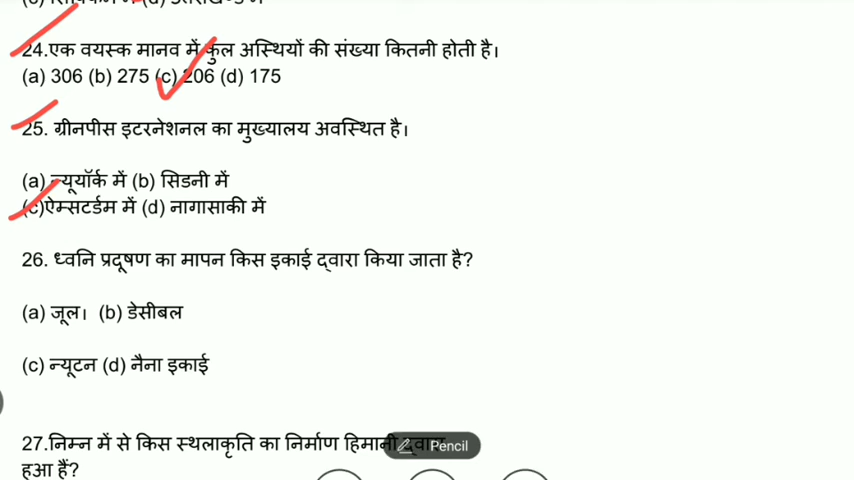 24.एक वयस्क मानव में कुल अस्थियों की संख्या कितनी होती है।
(a) 306 (b) 275 (c) 206 (d) 175
25. ग्रीनपीस इटरनेशनल का मुख्यालय अवस्थित है।
(a) न्यूयॉर्क में (b) सिडनी में
(c)ऐम्सटर्डम में (d) नागासाकी में
26. ध्वनि प्रदूषण का मापन किस इकाई द्वारा किया जाता है?
(a) जूल। (b) डेसीबल
(c) न्यूटन (d) नैना इकाई
27.निम्न में से किस स्थलाकृति का निर्माण हिमानी द्वारा
Pencil
हुआ हैं?